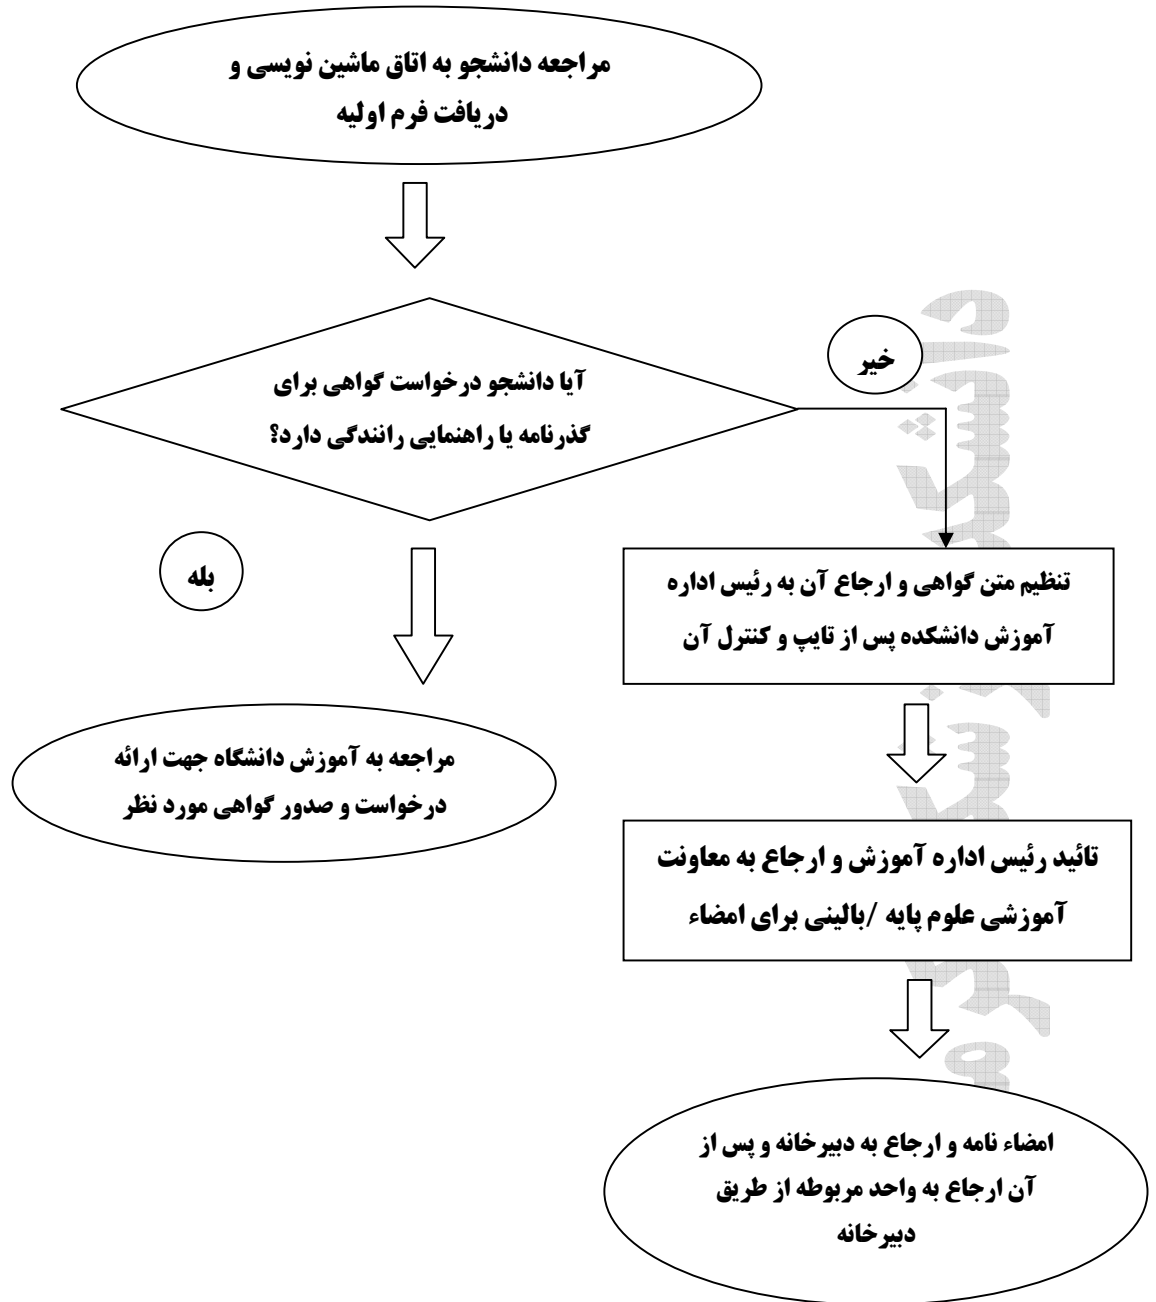 مراجعه دانشجو به اتاق ماشین نویسی و
دریافت فرم اولیه
خیر
آیا دانشجو درخواست گواهی برای
گذرنامه یا راهنمایی رانندگی دارد؟
بله
تنظیم متن گواهی و ارجاع آن به رئیس اداره
آموزش دانشکده پس از تایپ و کنترل آن
مراجعه به آموزش دانشگاه جهت ارائه
درخواست و صدور گواهی مورد نظر
تائید رئیس اداره آموزش و ارجاع به معاونت
آموزشی علوم پایه /بالینی برای امضاء
امضاء نامه و ارجاع به دبیرخانه و پس از
آن ارجاع به واحد مربوطه از طریق
دبیرخانه